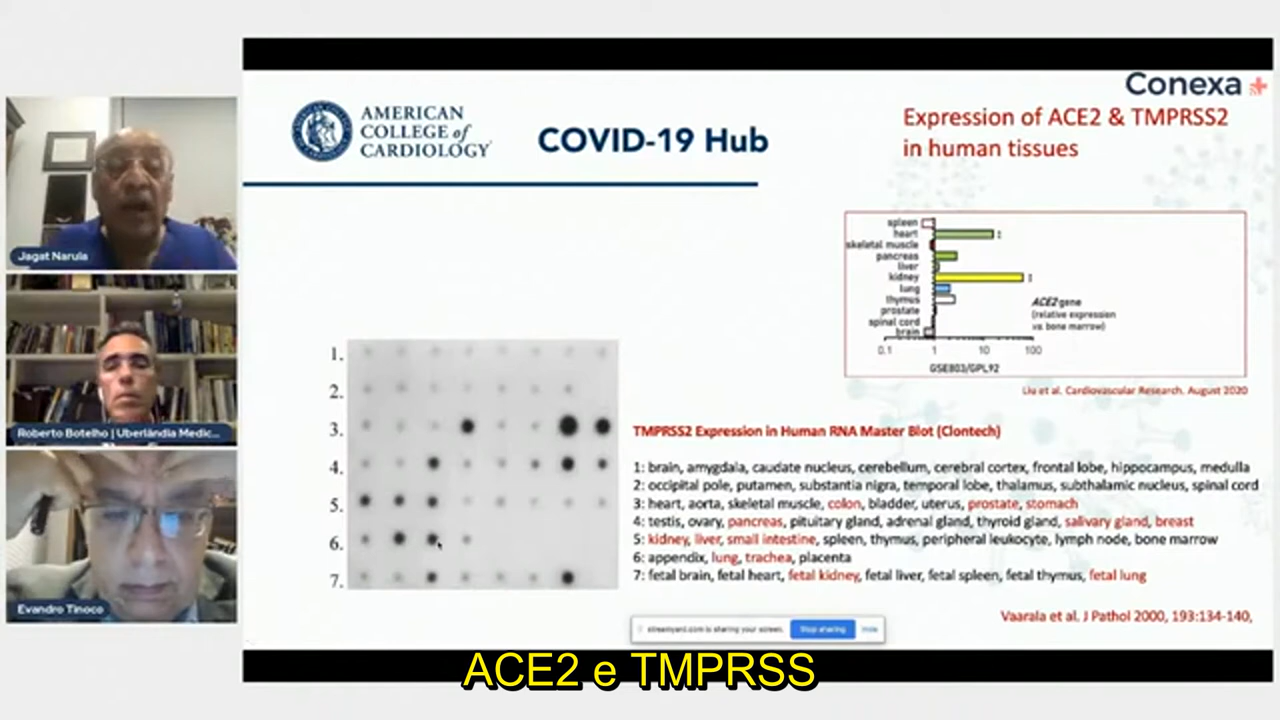 Conexa
AMERICAN
COLLEGE of
CARDIOLOGY
COVID-19 Hub
Expression of ACE2 & TMPRSS2
in human tissues
Jagat Narula
Roberto Botelho | Uberlândia Medic...
Evandro Tinoco
spleen
heart
skeletal muscle
pancreas
liver
kidney
lung
thymus
prostate
spinal cord
brain
ACE2 gene
(relative expression
vs. bone marrow)
0.1 1 10 100
GSE803/GPL92
Liu et al. Cardiovascular Research. August 2020
1.
2.
3.
4.
5.
6.
7.
TMPRSS2 Expression in Human RNA Master Blot (Clontech)
1: brain, amygdala, caudate nucleus, cerebellum, cerebral cortex, frontal lobe, hippocampus, medulla
2: occipital pole, putamen, substantia nigra, temporal lobe, thalamus, subthalamic nucleus, spinal cord
3: heart, aorta, skeletal muscle, colon, bladder, uterus, prostate, stomach
4: testis, ovary, pancreas, pituitary gland, adrenal gland, thyroid gland, salivary gland, breast
5: kidney, liver, small intestine, spleen, thymus, peripheral leukocyte, lymph node, bone marrow
6: appendix, lung, trachea, placenta
7: fetal brain, fetal heart, fetal kidney, fetal liver, fetal spleen, fetal thymus, fetal lung
Vaarala et al. J Pathol 2000, 193:134-140,
streamyard.com is sharing your screen. Stop sharing Hide
ACE2 e TMPRSS